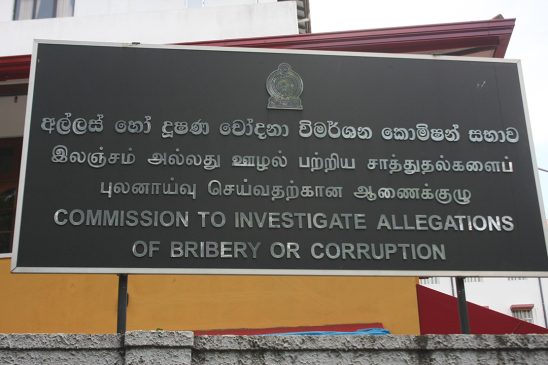 අල්ලස් හෝ දූෂණ චෝදනා විමර්ශන කොමිෂන් සභාව
இலஞ்சம் அல்லது ஊழல் பற்றிய சாத்துதல்களைப்
புலனாய்வு செய்வதற்கான ஆணைக்குழு
COMMISSION TO INVESTIGATE ALLEGATIONS
OF BRIBERY OR CORRUPTION